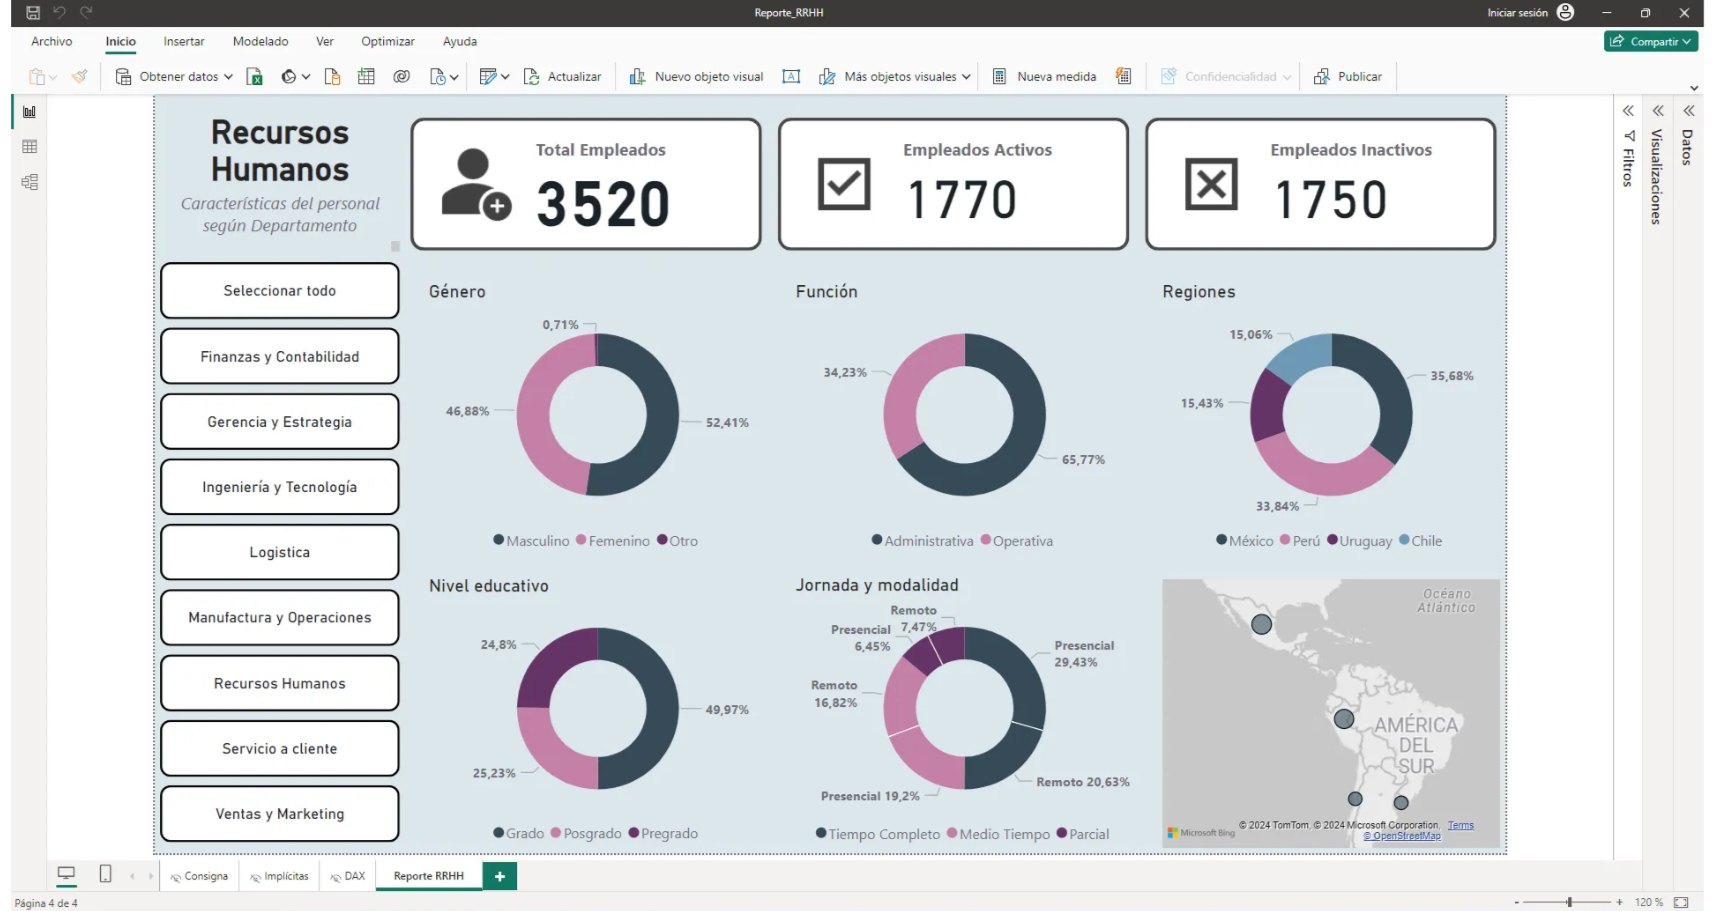 Reporte_RRHH
Iniciar sesión
Archivo
Inicio
Insertar
Modelado
Ver
Optimizar
Ayuda
Compartir
Obtener datos
Actualizar
Nuevo objeto visual
Más objetos visuales
Nueva medida
Confidencialidad
Publicar
Recursos
Humanos
Características del personal
según Departamento
Total Empleados
3520
Empleados Activos
1770
Empleados Inactivos
1750
Filtros
Visualizaciones
Datos
Seleccionar todo
Finanzas y Contabilidad
Gerencia y Estrategia
Ingeniería y Tecnología
Logistica
Manufactura y Operaciones
Recursos Humanos
Servicio a cliente
Ventas y Marketing
Género
0,71%
46,88%
52,41%
Masculino Femenino Otro
Función
34,23%
65,77%
Administrativa Operativa
Regiones
15,06%
35,68%
15,43%
33,84%
México Perú Uruguay Chile
Nivel educativo
24,8%
49,97%
25,23%
Grado Posgrado Pregrado
Jornada y modalidad
Remoto
7,47%
Presencial
6,45%
Presencial
29,43%
Remoto
16,82%
Remoto 20,63%
Presencial 19,2%
Tiempo Completo Medio Tiempo Parcial
Océano
Atlántico
AMÉRICA
DEL
SUR
Microsoft Bing
© 2024 TomTom, © 2024 Microsoft Corporation, Terms
© OpenStreetMap
Consigna
Implícitas
DAX
Reporte RRHH
+
Página 4 de 4
- + 120 %